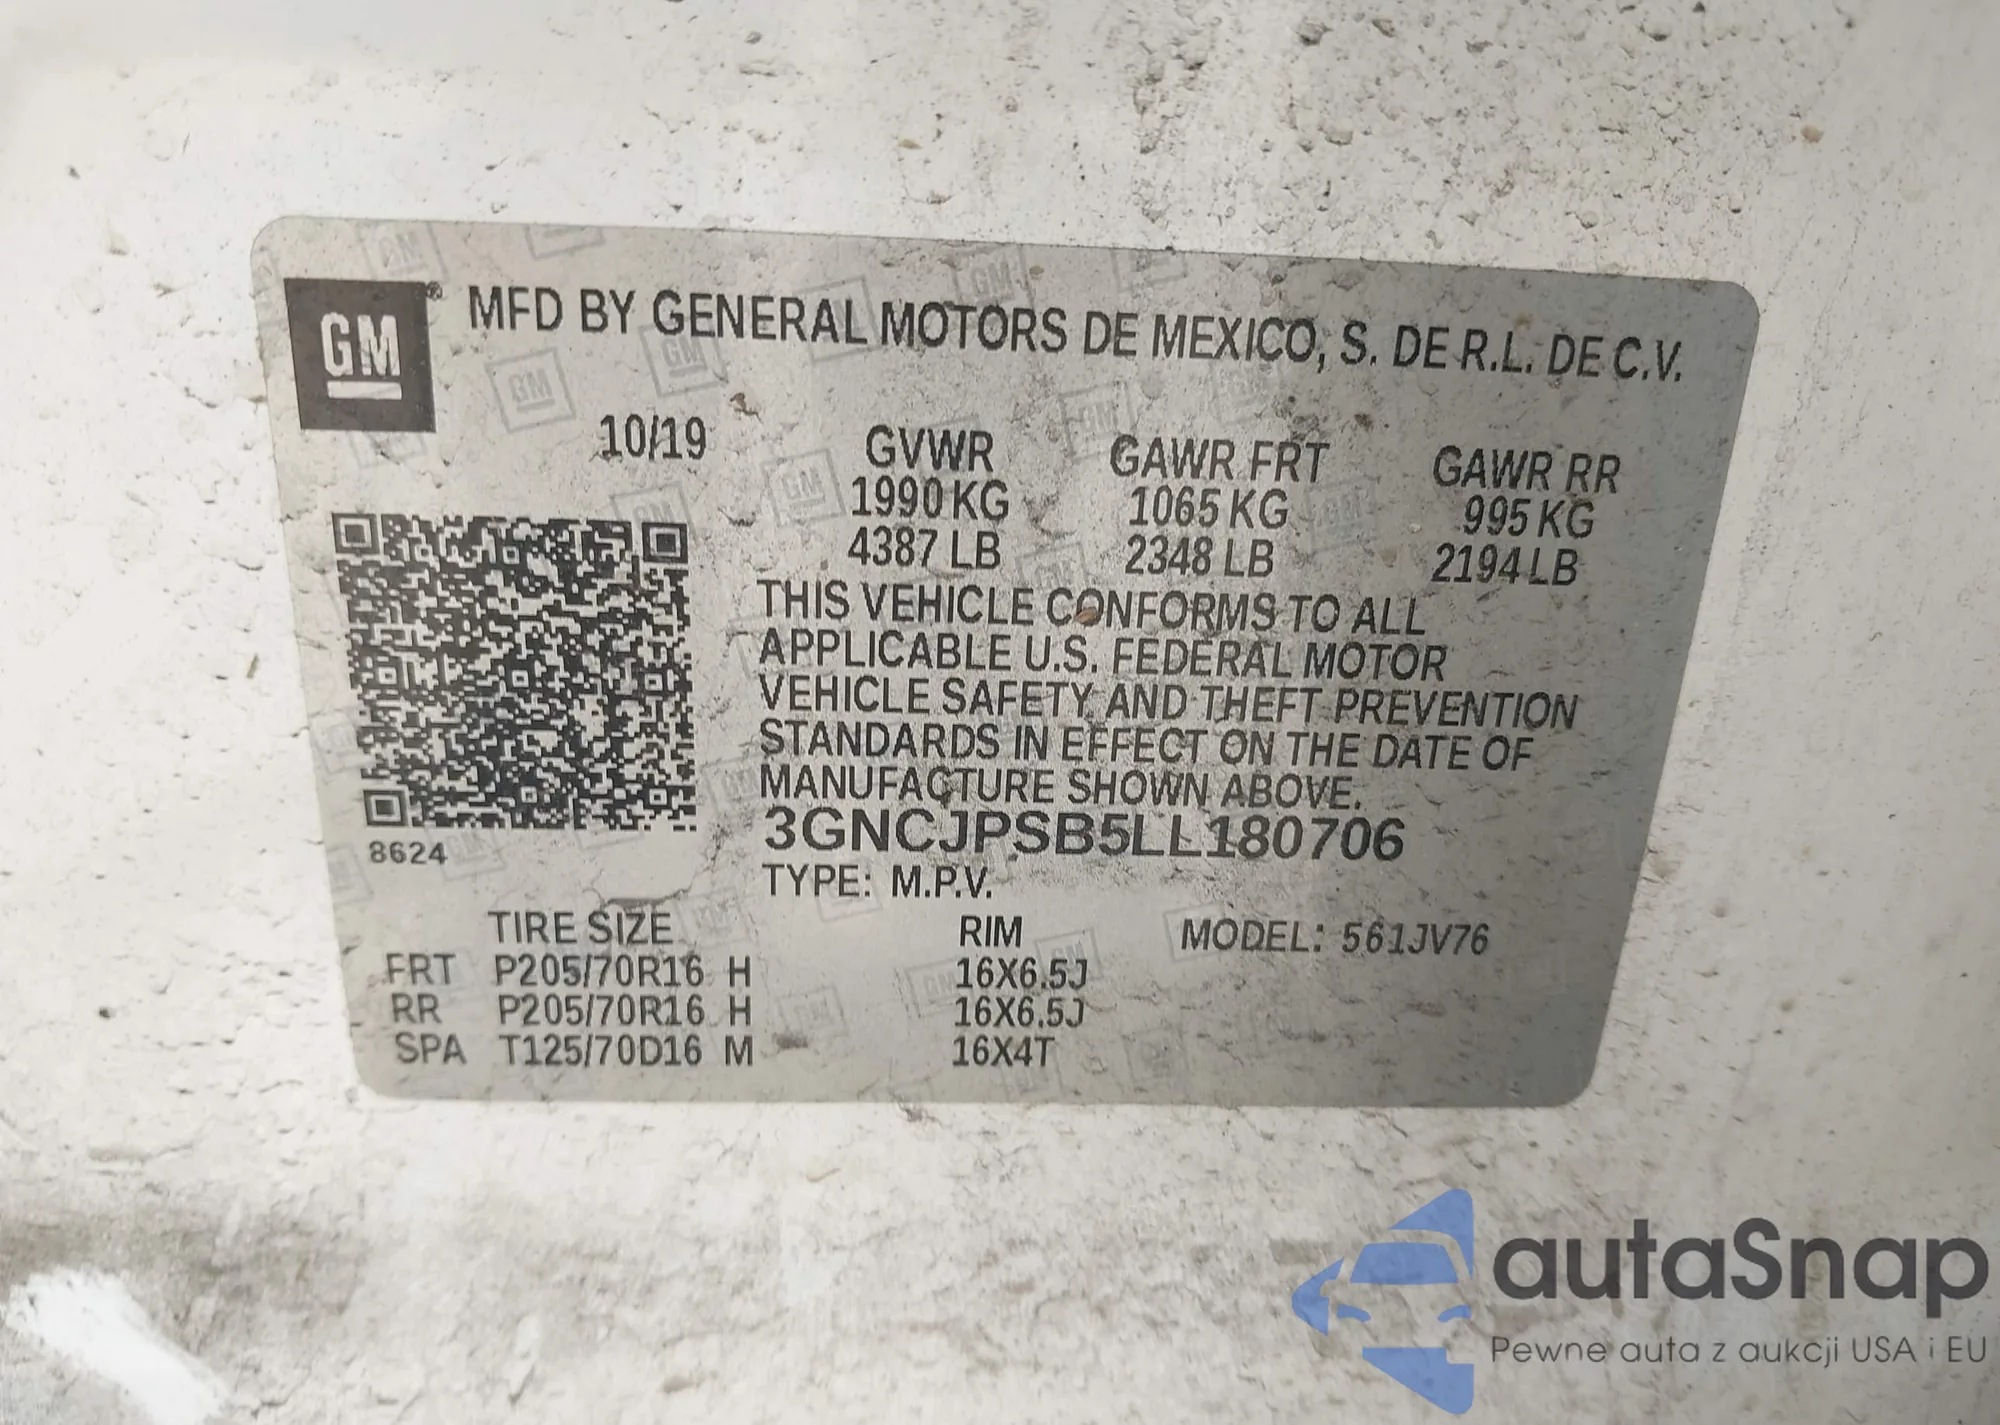 GM® MFD BY GENERAL MOTORS DE MEXICO, S. DE R.L. DE C.V.
10/19 GVWR GAWR FRT GAWR RR
1990 KG 1065 KG 995 KG
4387 LB 2348 LB 2194 LB
THIS VEHICLE CONFORMS TO ALL
APPLICABLE U.S. FEDERAL MOTOR
VEHICLE SAFETY AND THEFT PREVENTION
STANDARDS IN EFFECT ON THE DATE OF
MANUFACTURE SHOWN ABOVE.
3GNCJPSB5LL180706
8624
TYPE: M.P.V.
TIRE SIZE RIM MODEL: 561JV76
FRT P205/70R16 H 16X6.5J
RR P205/70R16 H 16X6.5J
SPA T125/70D16 M 16X4T
autaSnap
Pewne auta z aukcji USA i EU